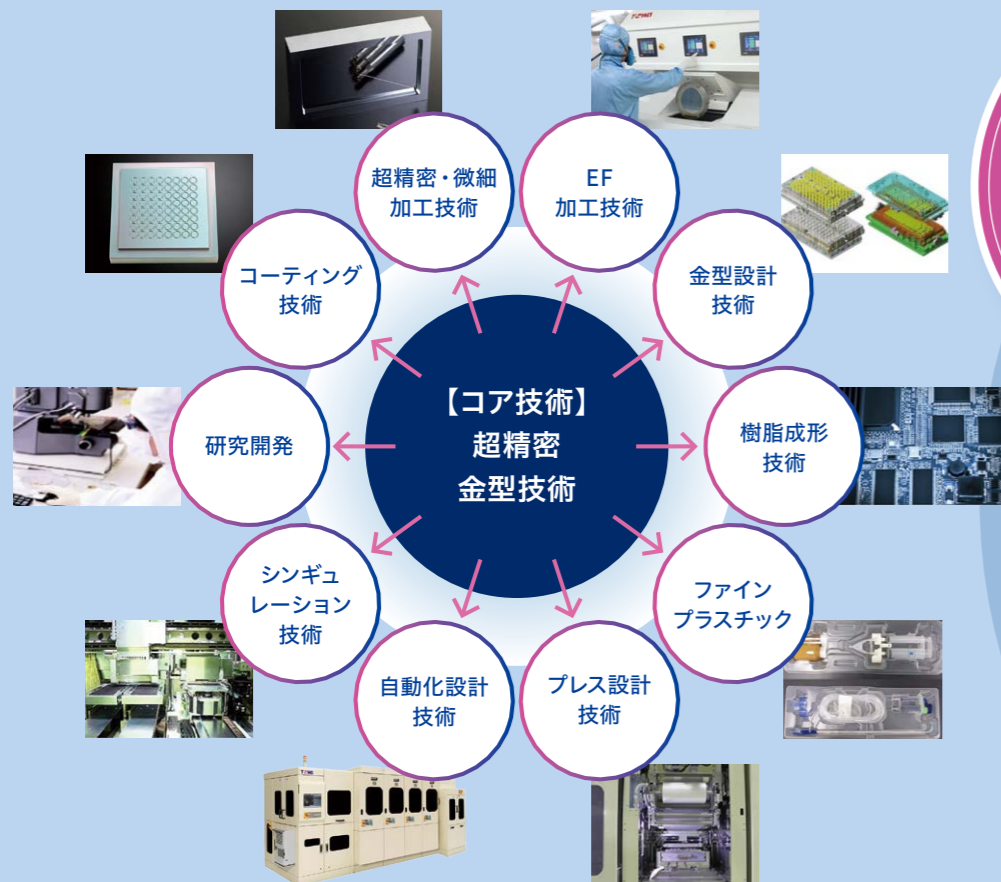 超精密・微細
加工技術
EF
加工技術
コーティング
技術
金型設計
技術
【コア技術】
超精密
金型技術
研究開発
樹脂成形
技術
シンギュ
レーション
技術
ファイン
プラスチック
自動化設計
技術
プレス設計
技術